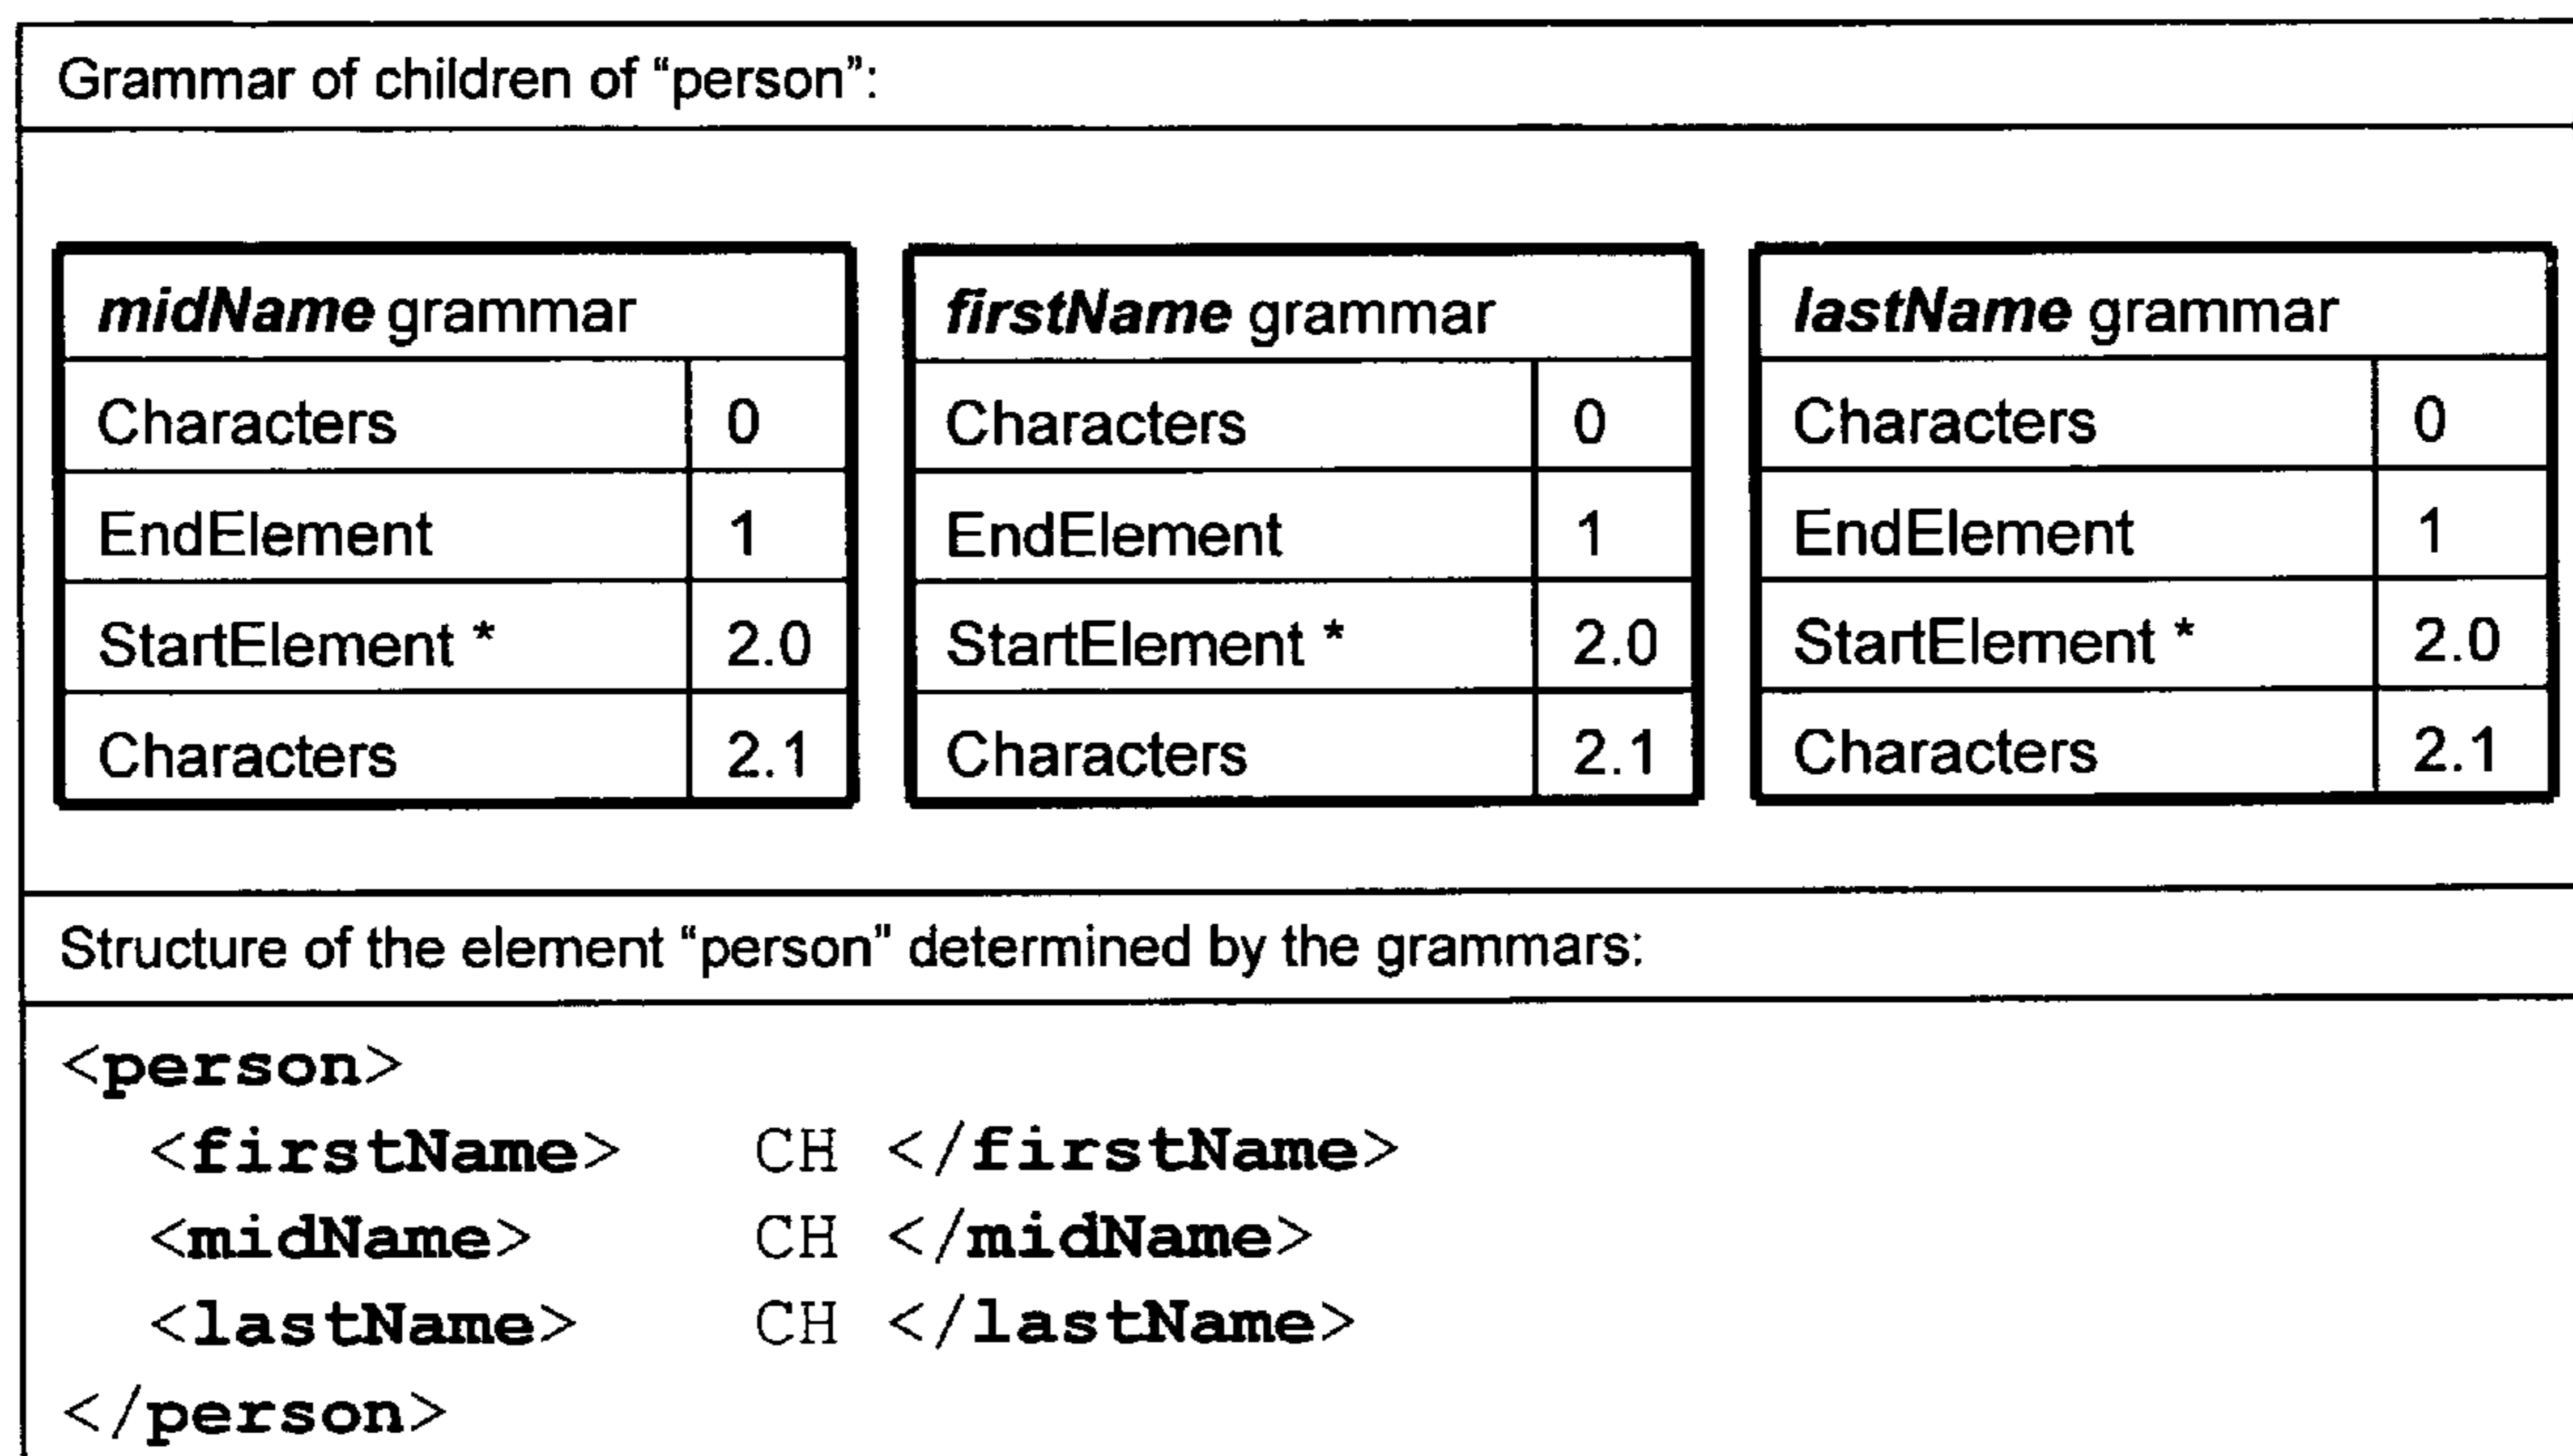 Grammar of children of “person”:
midName grammar
Characters 0
EndElement 1
StartElement * 2.0
Characters 2.1
firstName grammar
Characters 0
EndElement 1
StartElement * 2.0
Characters 2.1
lastName grammar
Characters 0
EndElement 1
StartElement * 2.0
Characters 2.1
Structure of the element “person” determined by the grammars:
<person>
<firstName> CH </firstName>
<midName> CH </midName>
<lastName> CH </lastName>
</person>